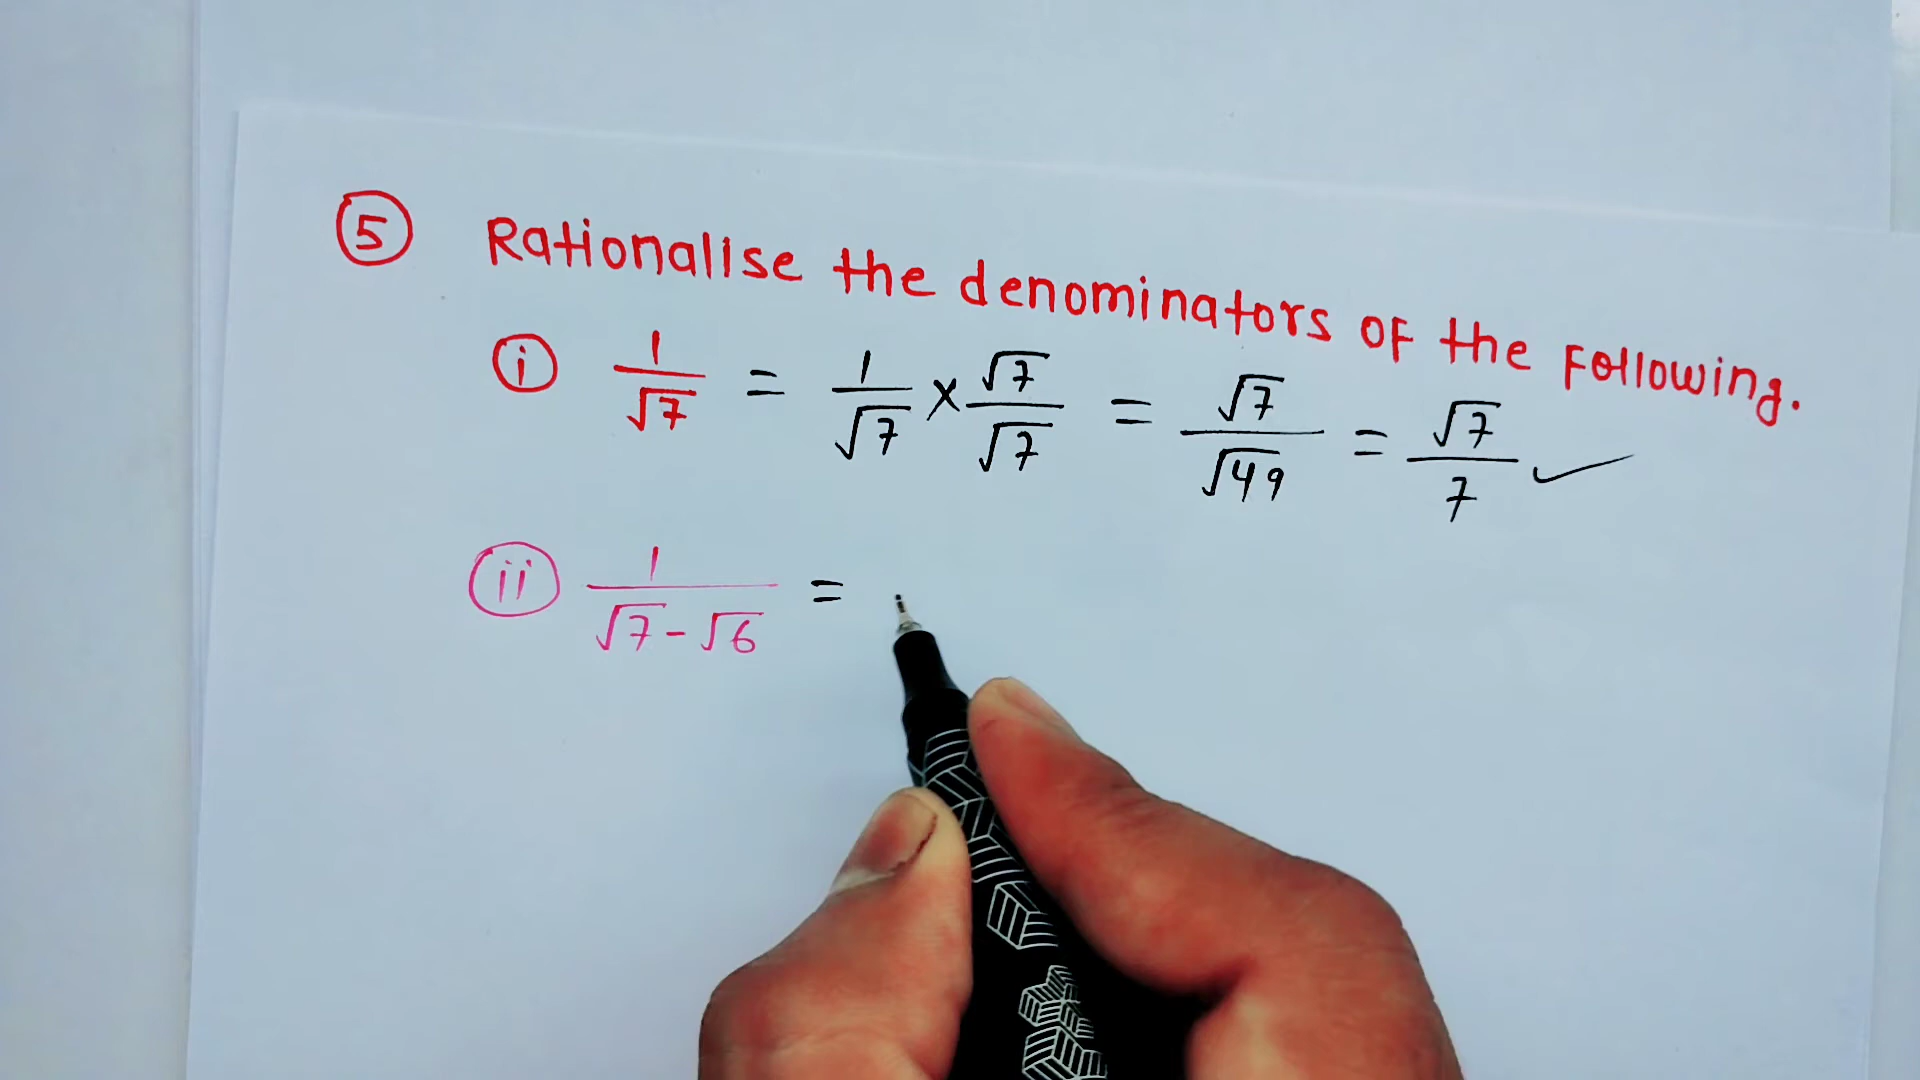 ⑤ Rationalise the denominators of the following.
ⓘ 1/√7 = 1/√7 × √7/√7 = √7/√49 = √7/7 ✓
ⓘⓘ 1/(√7-√6) =